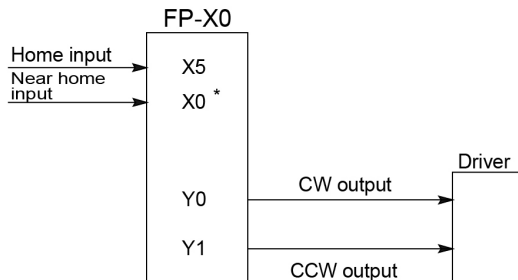 FP-X0
Home input
X5
Near home
input
X0 *
Driver
Y0
CW output
Y1
CCW output